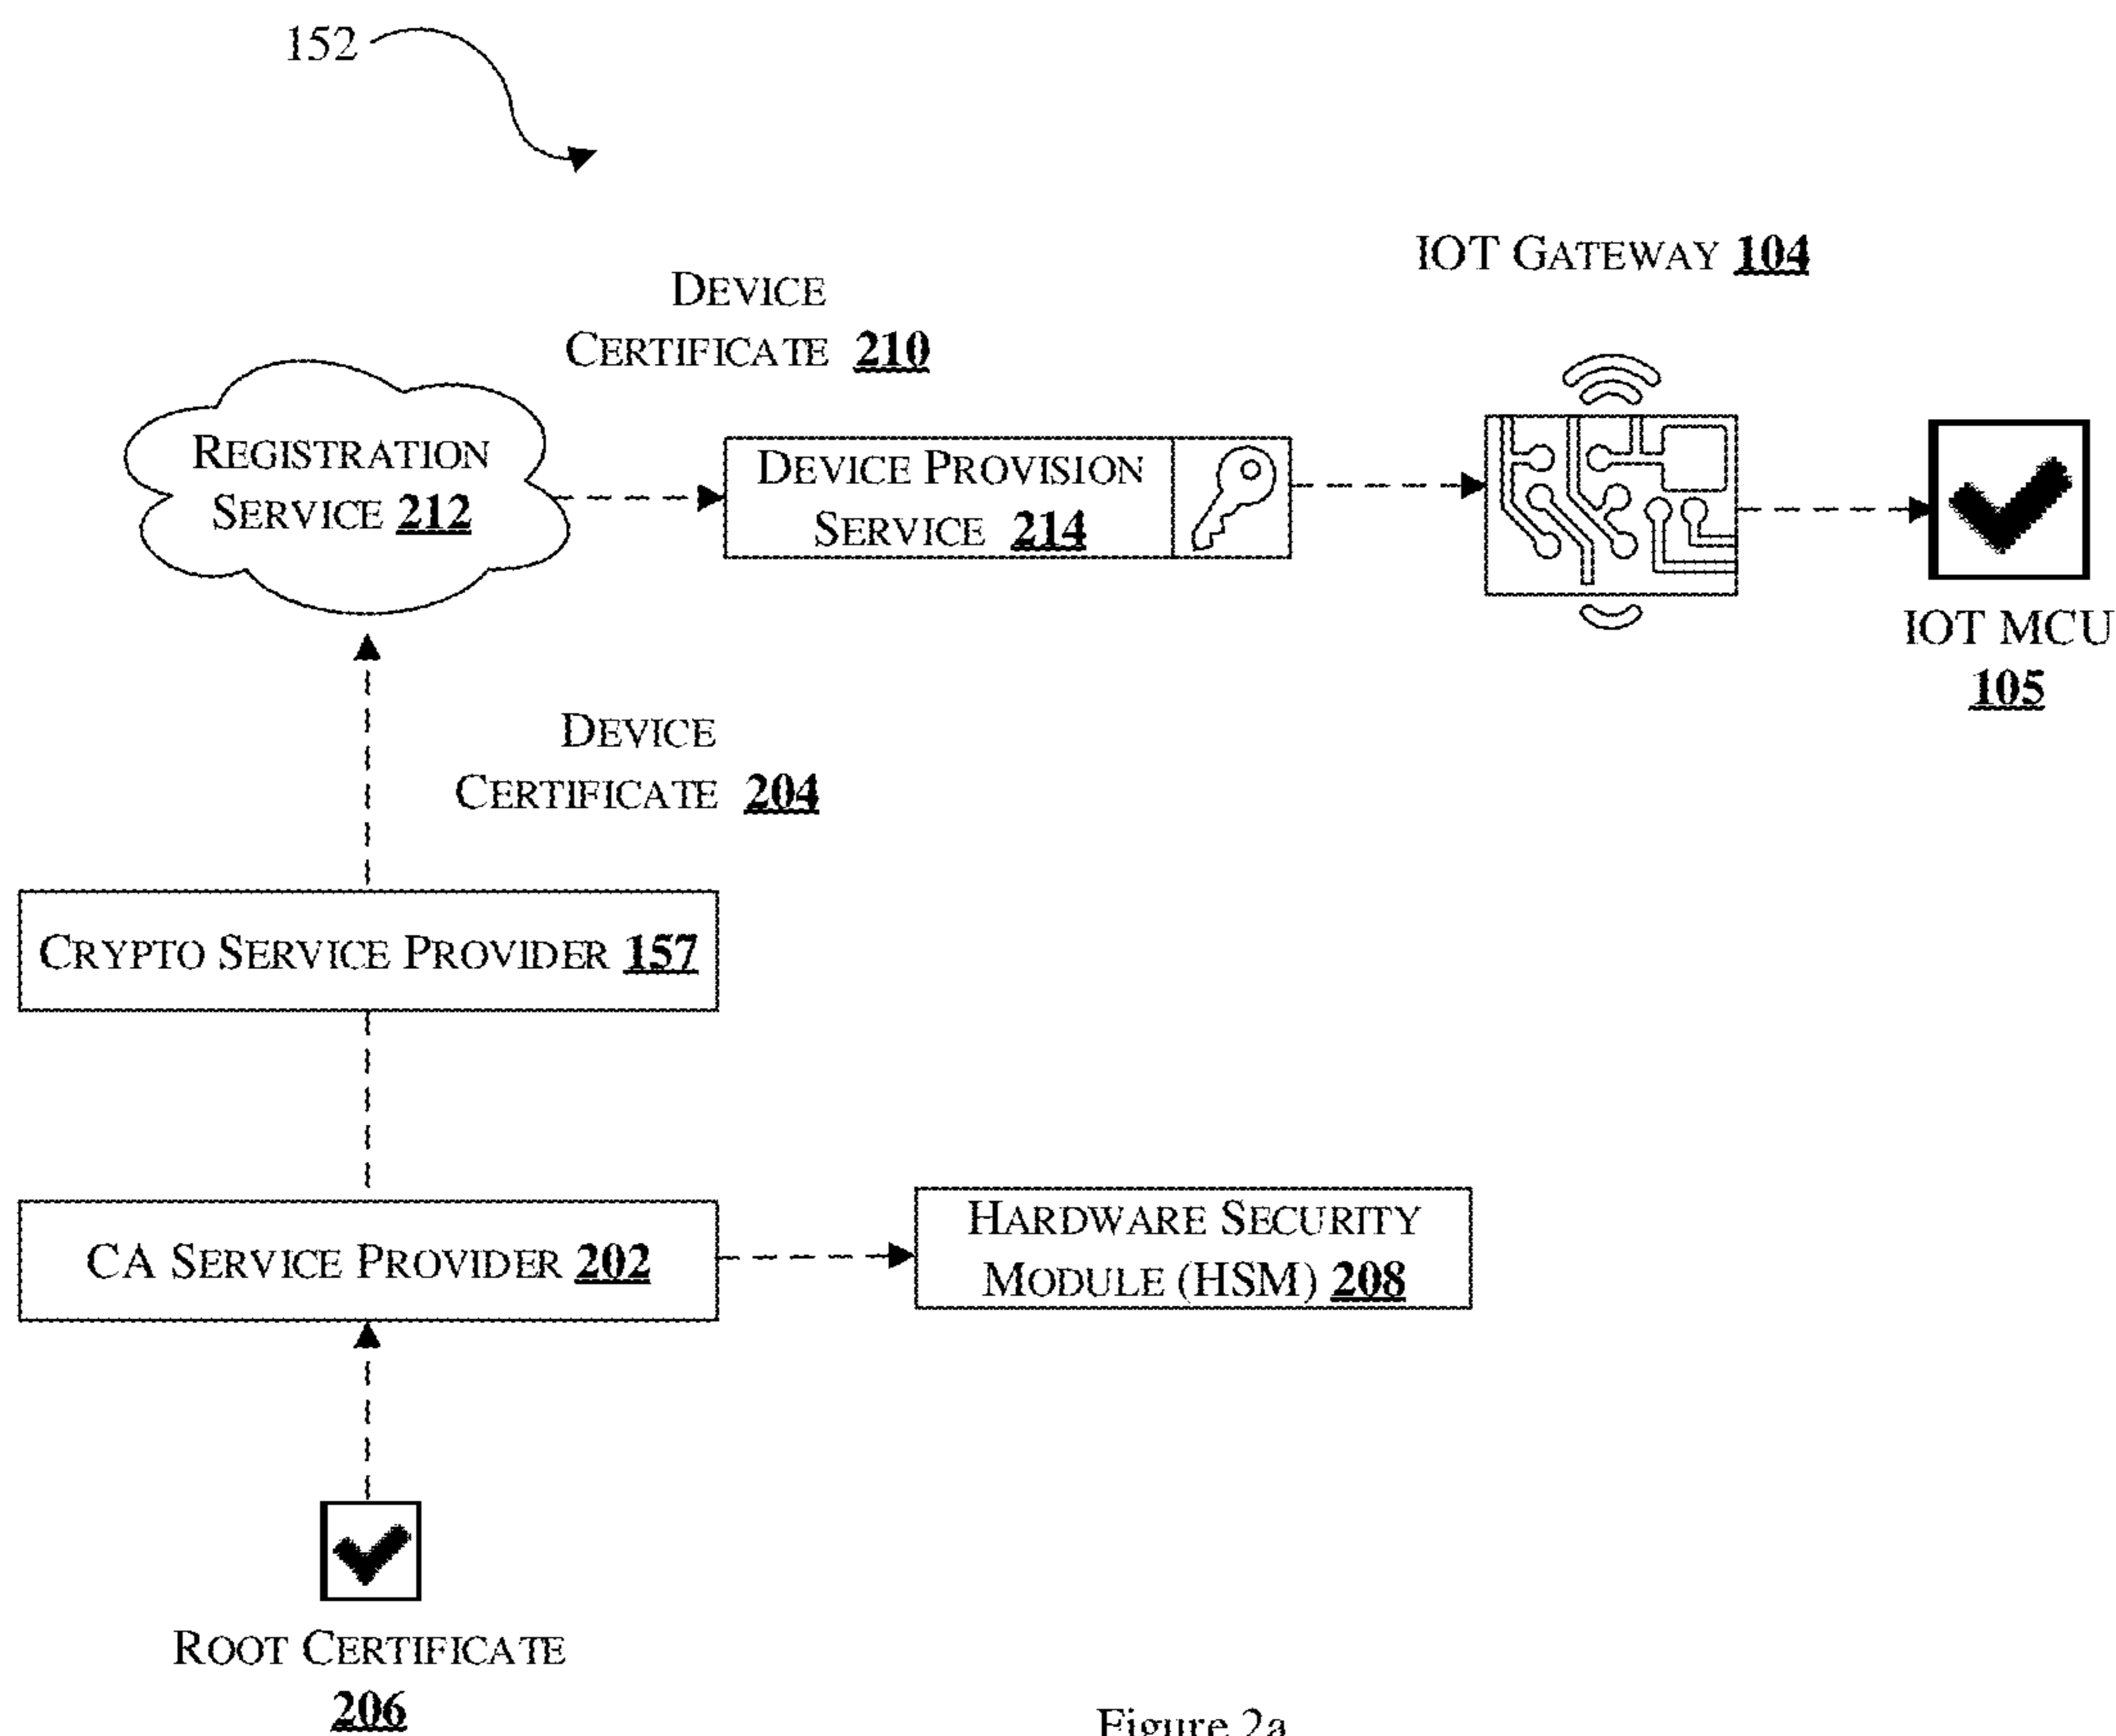 152
IOT GATEWAY 104
DEVICE
CERTIFICATE 210
REGISTRATION
SERVICE 212
DEVICE PROVISION
SERVICE 214
IOT MCU
105
DEVICE
CERTIFICATE 204
CRYPTO SERVICE PROVIDER 157
CA SERVICE PROVIDER 202
HARDWARE SECURITY
MODULE (HSM) 208
ROOT CERTIFICATE
206
Figure 2a